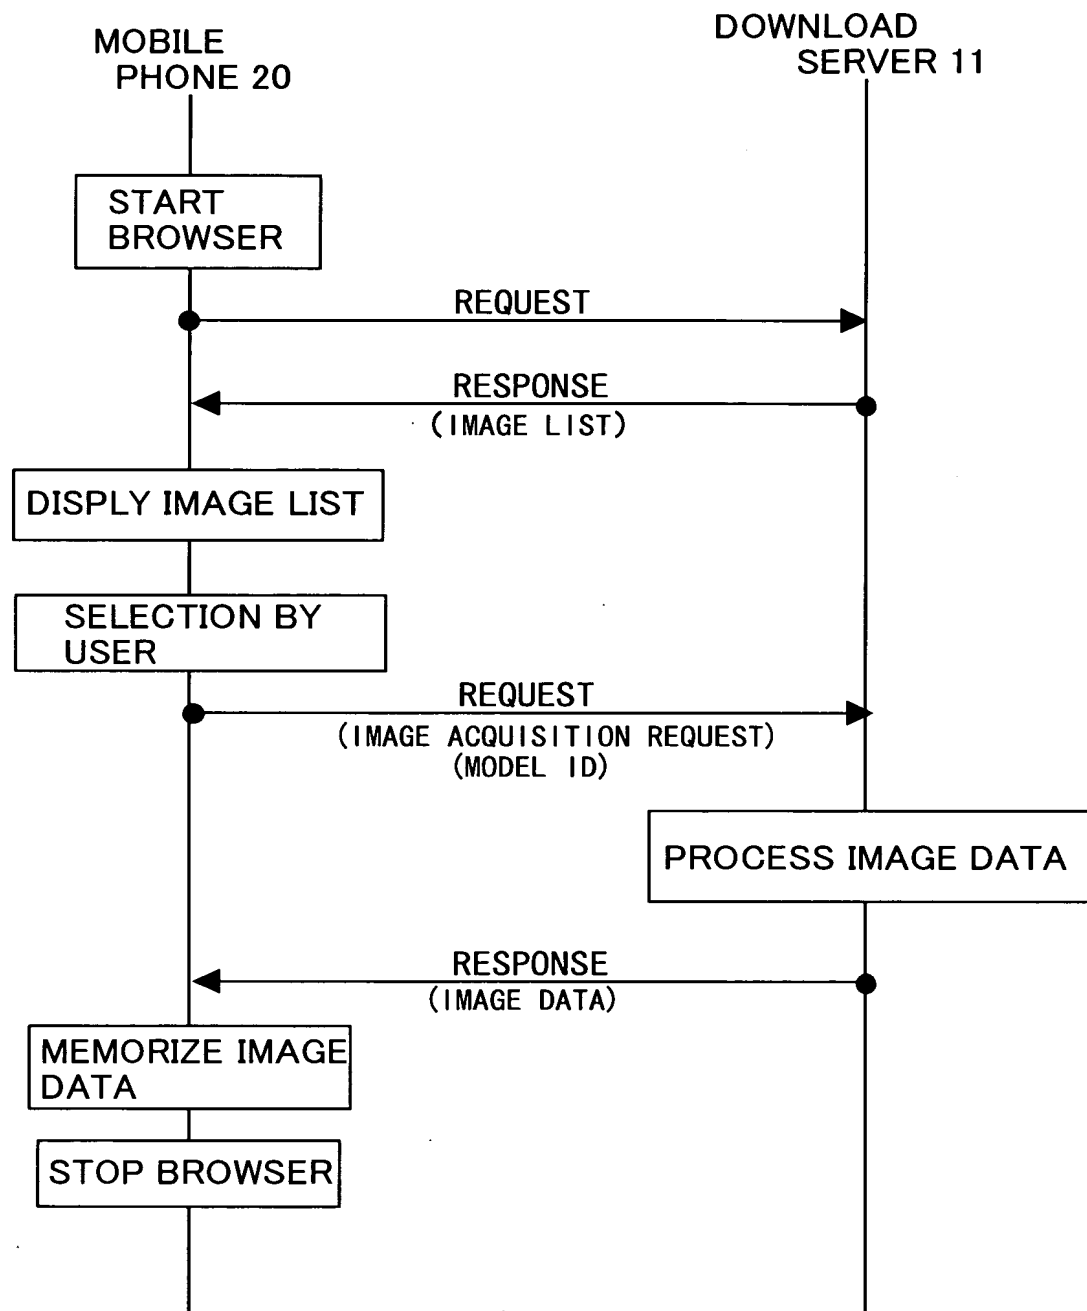 MOBILE
PHONE 20
DOWNLOAD
SERVER 11
START
BROWSER
REQUEST
RESPONSE
(IMAGE LIST)
DISPLY IMAGE LIST
SELECTION BY
USER
REQUEST
(IMAGE ACQUISITION REQUEST)
(MODEL ID)
PROCESS IMAGE DATA
RESPONSE
(IMAGE DATA)
MEMORIZE IMAGE
DATA
STOP BROWSER